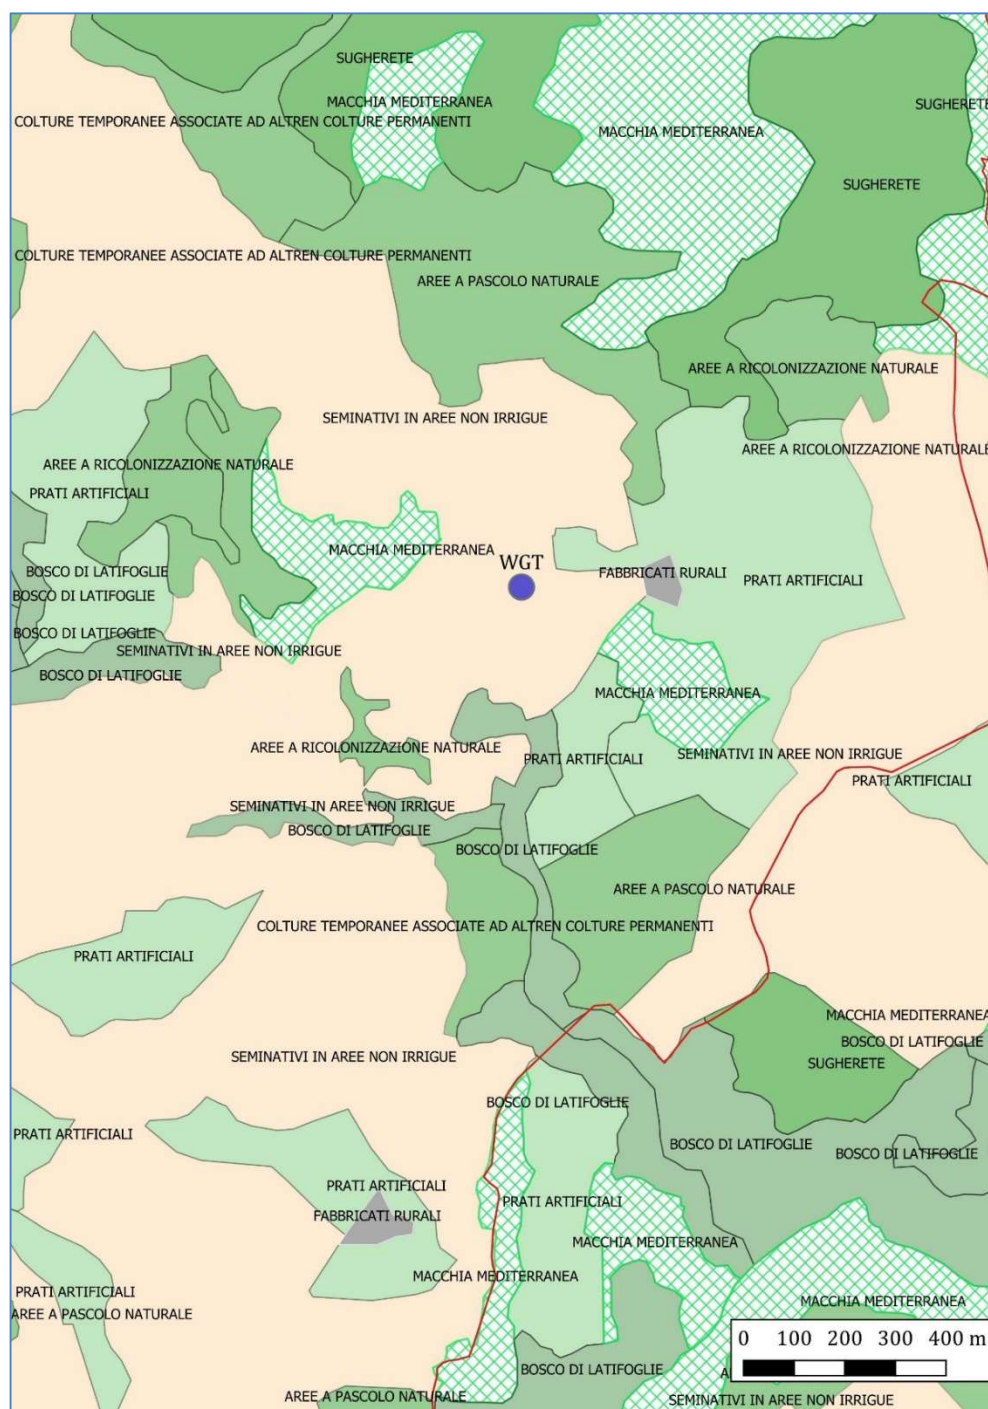 SUGHERETE
MACCHIA MEDITERRANEA
SUGHERETE
COLTURE TEMPORANEE ASSOCIATE AD ALTREN COLTURE PERMANENTI
MACCHIA MEDITERRANEA
SUGHERETE
COLTURE TEMPORANEE ASSOCIATE AD ALTREN COLTURE PERMANENTI
AREE A PASCOLO NATURALE
AREE A RICOLONIZZAZIONE NATURALE
SEMINATIVI IN AREE NON IRRIGUE
AREE A RICOLONIZZAZIONE NATURALE
AREE A RICOLONIZZAZIONE NATURALE
PRATI ARTIFICIALI
MACCHIA MEDITERRANEA
WGT
BOSCO DI LATIFOGLIE
FABBRICATI RURALI
PRATI ARTIFICIALI
BOSCO DI LATIFOGLIE
BOSCO DI LATIFOGLIE
SEMINATIVI IN AREE NON IRRIGUE
BOSCO DI LATIFOGLIE
MACCHIA MEDITERRANEA
AREE A RICOLONIZZAZIONE NATURALE
PRATI ARTIFICIALI
SEMINATIVI IN AREE NON IRRIGUE
PRATI ARTIFICIALI
SEMINATIVI IN AREE NON IRRIGUE
BOSCO DI LATIFOGLIE
BOSCO DI LATIFOGLIE
AREE A PASCOLO NATURALE
COLTURE TEMPORANEE ASSOCIATE AD ALTREN COLTURE PERMANENTI
PRATI ARTIFICIALI
MACCHIA MEDITERRANEA
BOSCO DI LATIFOGLIE
SEMINATIVI IN AREE NON IRRIGUE
SUGHERETE
BOSCO DI LATIFOGLIE
PRATI ARTIFICIALI
BOSCO DI LATIFOGLIE
BOSCO DI LATIFOGLIE
PRATI ARTIFICIALI
PRATI ARTIFICIALI
FABBRICATI RURALI
MACCHIA MEDITERRANEA
MACCHIA MEDITERRANEA
PRATI ARTIFICIALI
MACCHIA MEDITERRANEA
AREE A PASCOLO NATURALE
0 100 200 300 400 m
BOSCO DI LATIFOGLIE
AREE A PASCOLO NATURALE
SEMINATIVI IN AREE NON IRRIGUE